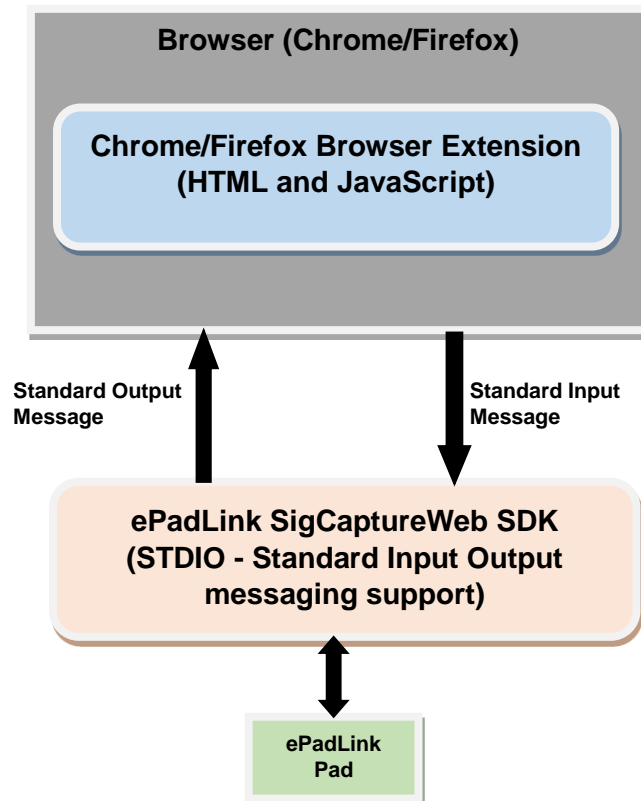 Browser (Chrome/Firefox)
Chrome/Firefox Browser Extension
(HTML and JavaScript)
Standard Output
Message
Standard Input
Message
ePadLink SigCaptureWeb SDK
(STDIO - Standard Input Output
messaging support)
ePadLink
Pad